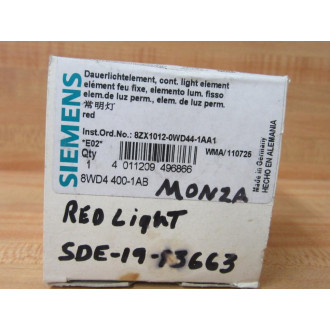 SIEMENS
Dauerlichtelement, cont. light element
elément feu fixe, elemento lum. fisso
elem.de luz perm., elem. de luz perm.
常明灯
red
Inst.Ord.No.: 8ZX1012-0WD44-1AA1
*E02*
WMA/110725
Qty
1
4 011209 496866
8WD4 400-1AB
Made in Germany
HECHO EN ALEMANIA
MONZA
RED Light
SDE-19-53663